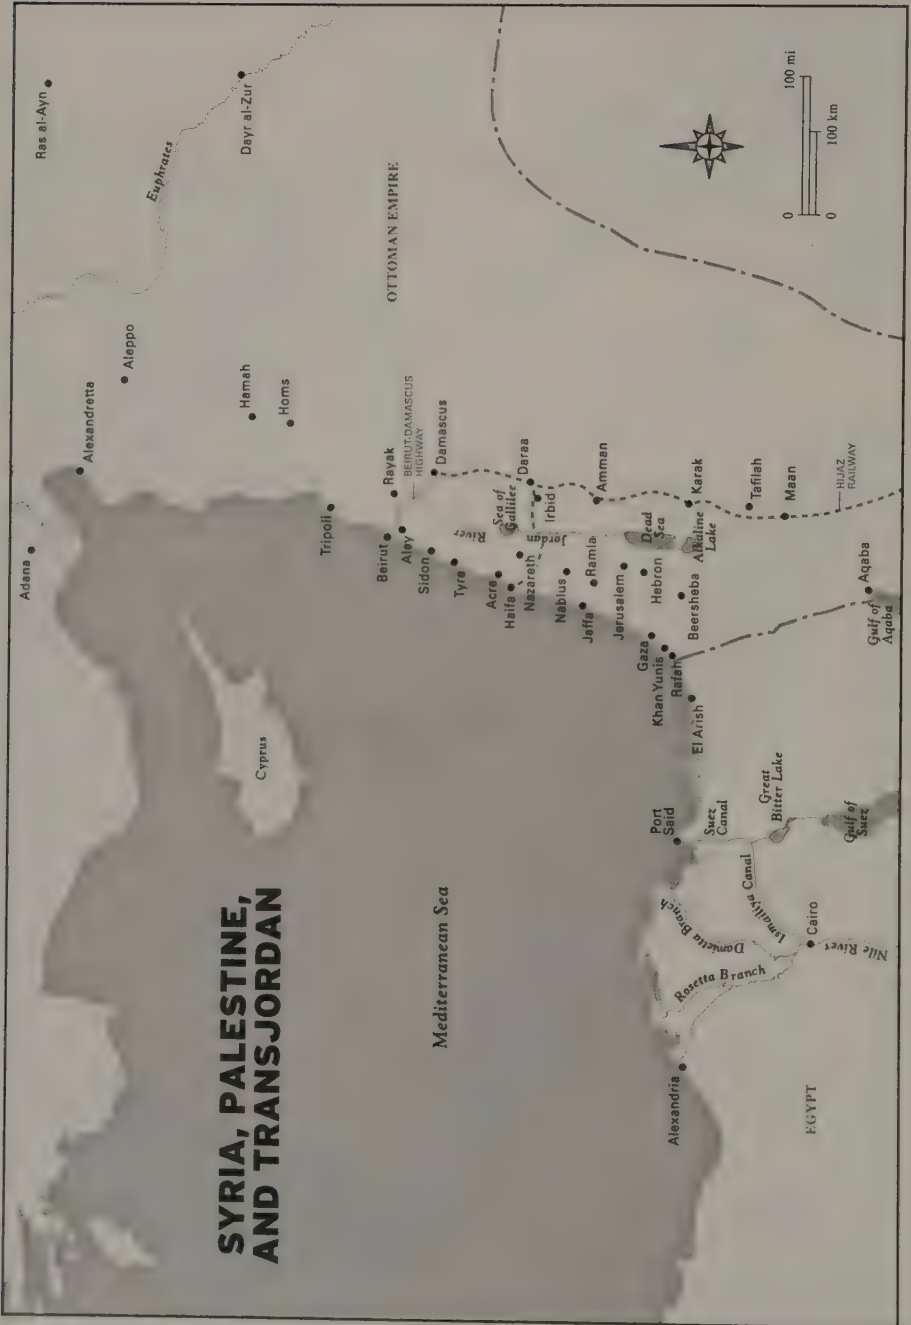 SYRIA, PALESTINE,
AND TRANSJORDAN
Adana
Alexandretta
Ras al-Ayn
Aleppo
Euphrates
Dayr al-Zur
Hamah
Homs
OTTOMAN EMPIRE
Cyprus
Tripoli
Mediterranean Sea
Beirut
Rayak
BEIRUT-DAMASCUS
HIGHWAY
Aley
Damascus
Sidon
Tyre
River
Jordan
Sea of
Gallilee
Daraa
Acre
Haifa
Nazareth
Irbid
Nablus
Jaffa
Ramla
Amman
Jerusalem
Dead
Sea
Hebron
Gaza
Khan Yunis
Rafah
Beersheba
Alkaline
Lake
Karak
El Arish
Tafilah
Maan
HIJAZ
RAILWAY
Port
Said
Suez
Canal
Great
Bitter Lake
Gulf of
Suez
Gulf of
Aqaba
Aqaba
Alexandria
Rosetta Branch
Damietta Branch
Ismailiya Canal
Cairo
Nile River
EGYPT
0
100 mi
0
100 km